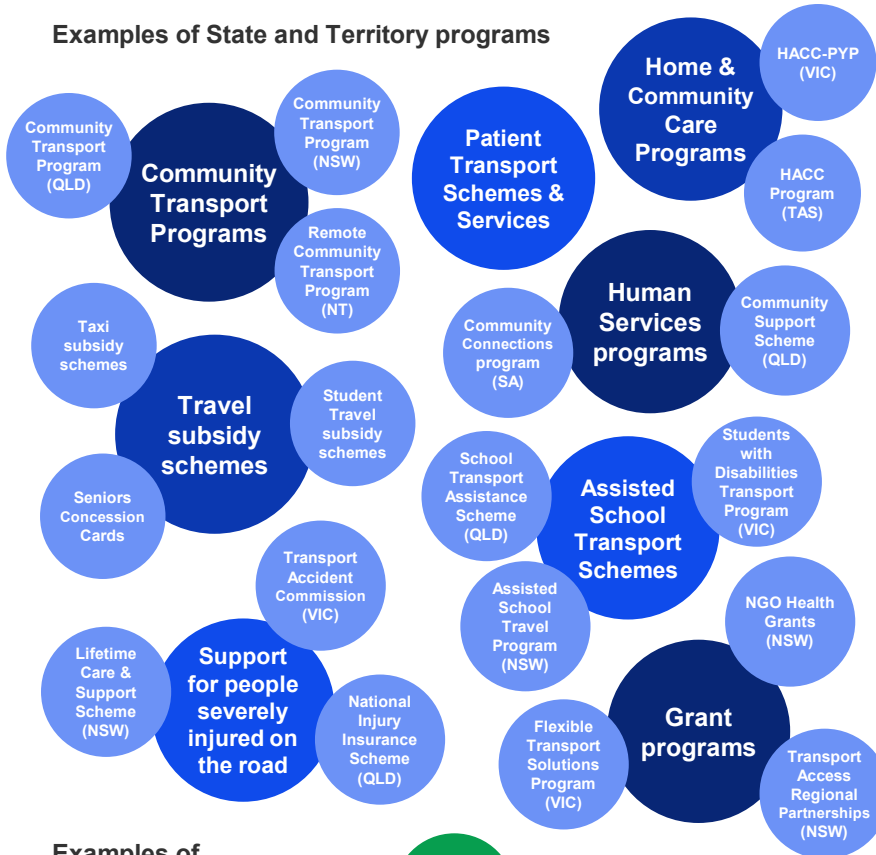 Examples of State and Territory programs
Community
Transport
Program
(QLD)
Community
Transport
Programs
Community
Transport
Program
(NSW)
Remote
Community
Transport
Program
(NT)
Patient
Transport
Schemes &
Services
Home &
Community
Care
Programs
HACC-PYP
(VIC)
HACC
Program
(TAS)
Human
Services
programs
Community
Connections
program
(SA)
Community
Support
Scheme
(QLD)
Taxi
subsidy
schemes
Travel
subsidy
schemes
Student
Travel
subsidy
schemes
Seniors
Concession
Cards
School
Transport
Assistance
Scheme
(QLD)
Assisted
School
Transport
Schemes
Students
with
Disabilities
Transport
Program
(VIC)
Assisted
School
Travel
Program
(NSW)
Transport
Accident
Commission
(VIC)
Lifetime
Care &
Support
Scheme
(NSW)
Support
for people
severely
injured on
the road
National
Injury
Insurance
Scheme
(QLD)
NGO Health
Grants
(NSW)
Grant
programs
Flexible
Transport
Solutions
Program
(VIC)
Transport
Access
Regional
Partnerships
(NSW)
Examples of